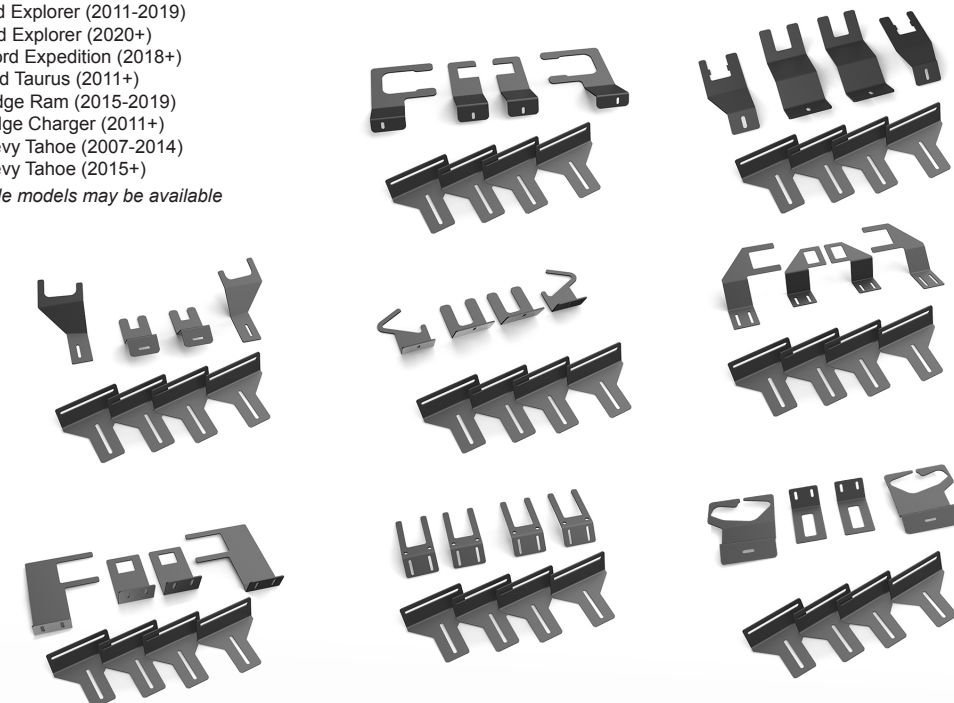 d Explorer (2011-2019)
d Explorer (2020+)
ord Expedition (2018+)
d Taurus (2011+)
dge Ram (2015-2019)
dge Charger (2011+)
evy Tahoe (2007-2014)
evy Tahoe (2015+)
le models may be available